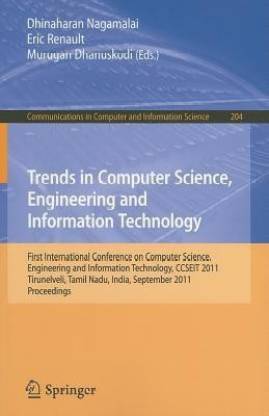 Dhinaharan Nagamalai
Eric Renault
Murugan Dhanuskodi (Eds.)
Communications in Computer and Information Science 204
Trends in Computer Science,
Engineering and
Information Technology
First International Conference on Computer Science,
Engineering and Information Technology, CCSEIT 2011
Tirunelveli, Tamil Nadu, India, September 2011
Proceedings
Springer